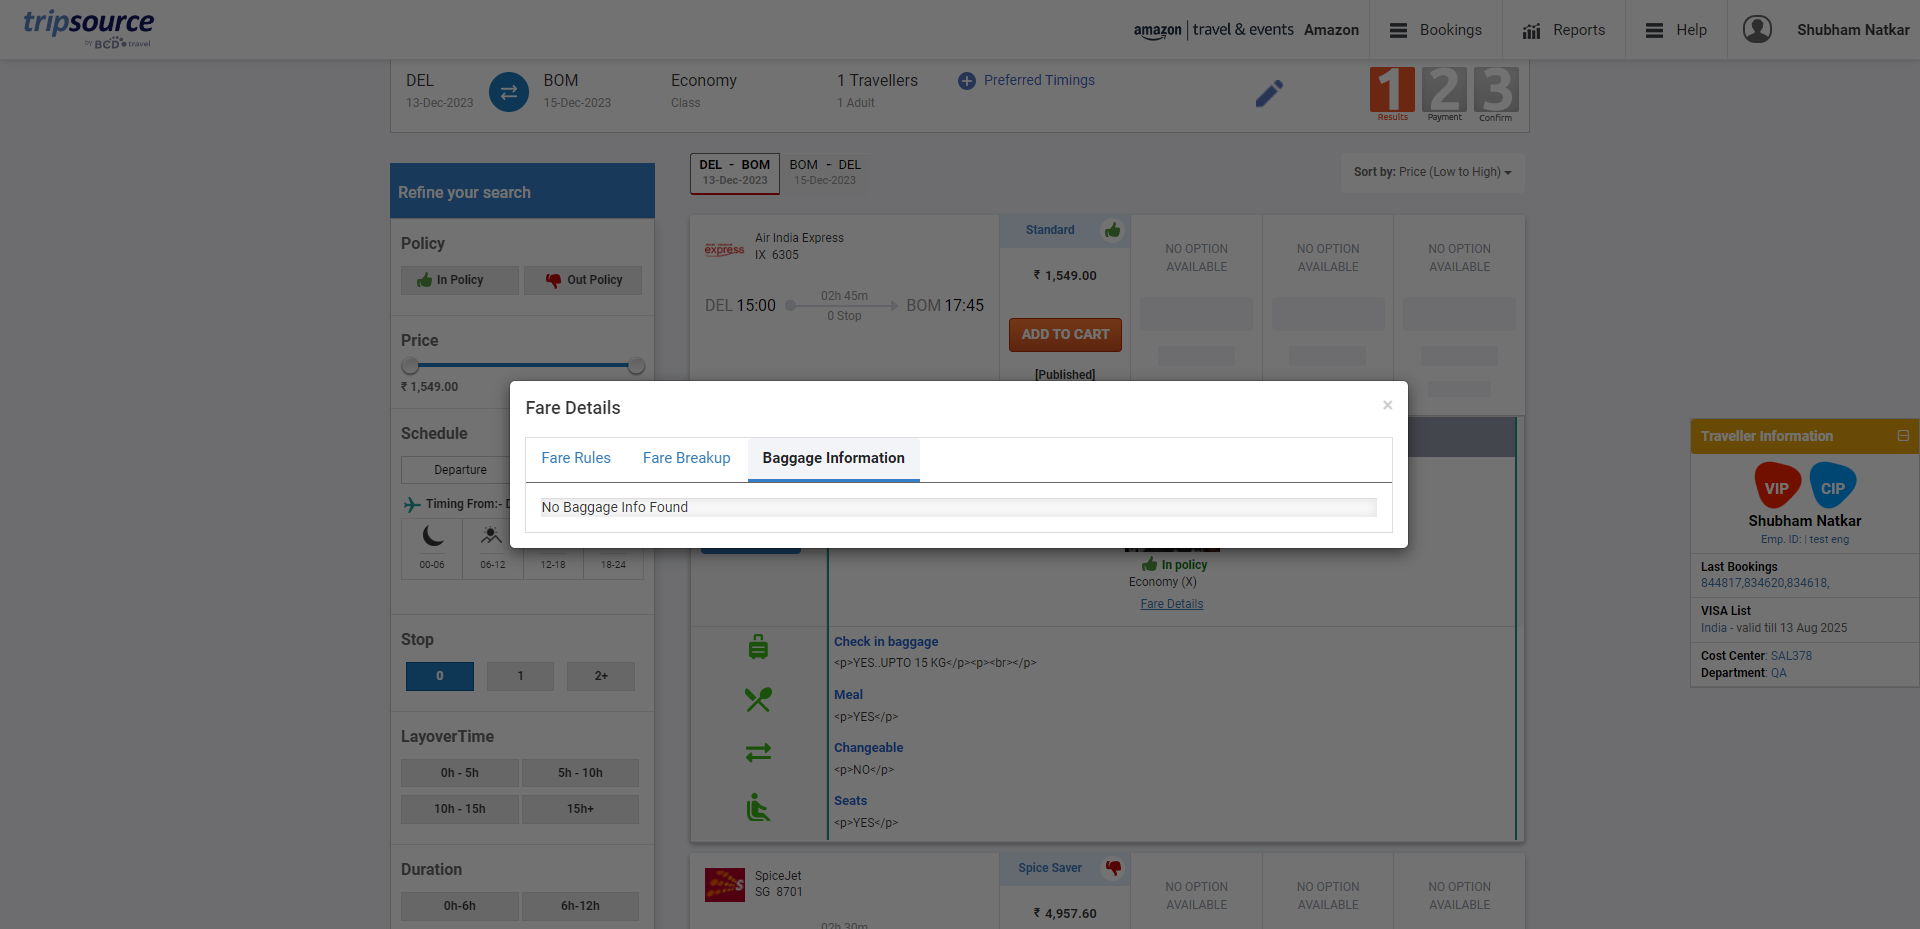 tripsource
by BCD travel
amazon | travel & events Amazon
Bookings
Reports
Help
Shubham Natkar
DEL
13-Dec-2023
BOM
15-Dec-2023
Economy
Class
1 Travellers
1 Adult
Preferred Timings
1 2 3
Results Payment Confirm
DEL - BOM
13-Dec-2023
BOM - DEL
15-Dec-2023
Sort by: Price (Low to High)
Refine your search
Policy
In Policy
Out Policy
Price
₹ 1,549.00
Schedule
Departure
Timing From:- D
00-06
06-12
12-18
18-24
Stop
0
1
2+
LayoverTime
0h - 5h
5h - 10h
10h - 15h
15h+
Duration
0h-6h
6h-12h
express
Air India Express
IX 6305
DEL 15:00
02h 45m
0 Stop
BOM 17:45
Standard
₹ 1,549.00
ADD TO CART
[Published]
NO OPTION
AVAILABLE
NO OPTION
AVAILABLE
NO OPTION
AVAILABLE
Fare Details
×
Fare Rules
Fare Breakup
Baggage Information
No Baggage Info Found
In policy
Economy (X)
Fare Details
Check in baggage
<p>YES..UPTO 15 KG</p><p><br></p>
Meal
<p>YES</p>
Changeable
<p>NO</p>
Seats
<p>YES</p>
SpiceJet
SG 8701
02h 30m
Spice Saver
₹ 4,957.60
NO OPTION
AVAILABLE
NO OPTION
AVAILABLE
NO OPTION
AVAILABLE
Traveller Information
VIP
CIP
Shubham Natkar
Emp. ID: | test eng
Last Bookings
844817,834620,834618,
VISA List
India - valid till 13 Aug 2025
Cost Center: SAL378
Department: QA